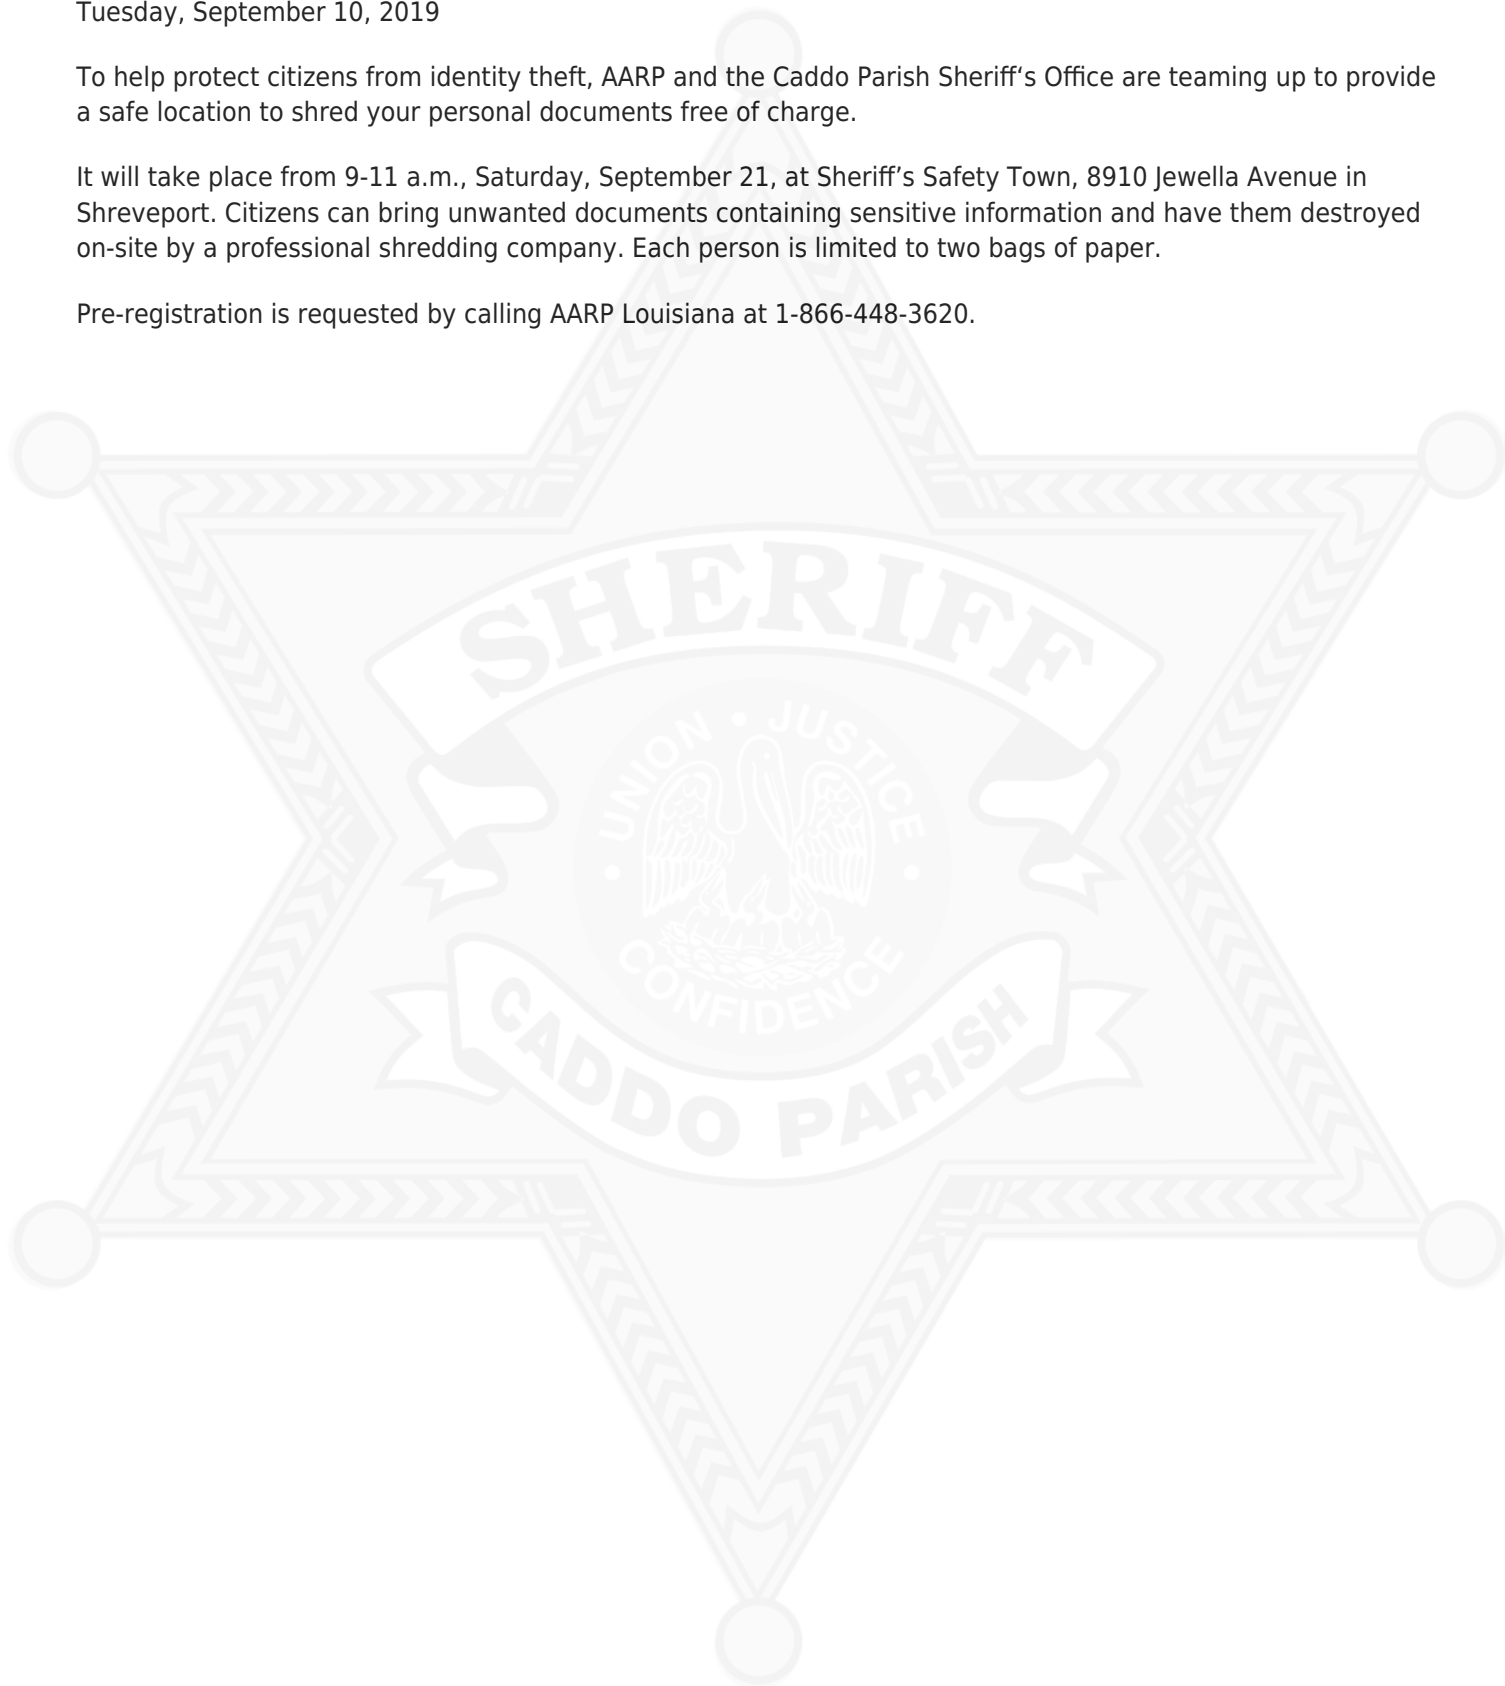 Tuesday, September 10, 2019
To help protect citizens from identity theft, AARP and the Caddo Parish Sheriff‘s Office are teaming up to provide
a safe location to shred your personal documents free of charge.
It will take place from 9-11 a.m., Saturday, September 21, at Sheriff’s Safety Town, 8910 Jewella Avenue in
Shreveport. Citizens can bring unwanted documents containing sensitive information and have them destroyed
on-site by a professional shredding company. Each person is limited to two bags of paper.
Pre-registration is requested by calling AARP Louisiana at 1-866-448-3620.
SHERIFF
UNION • JUSTICE
• CONFIDENCE •
CADDO PARISH